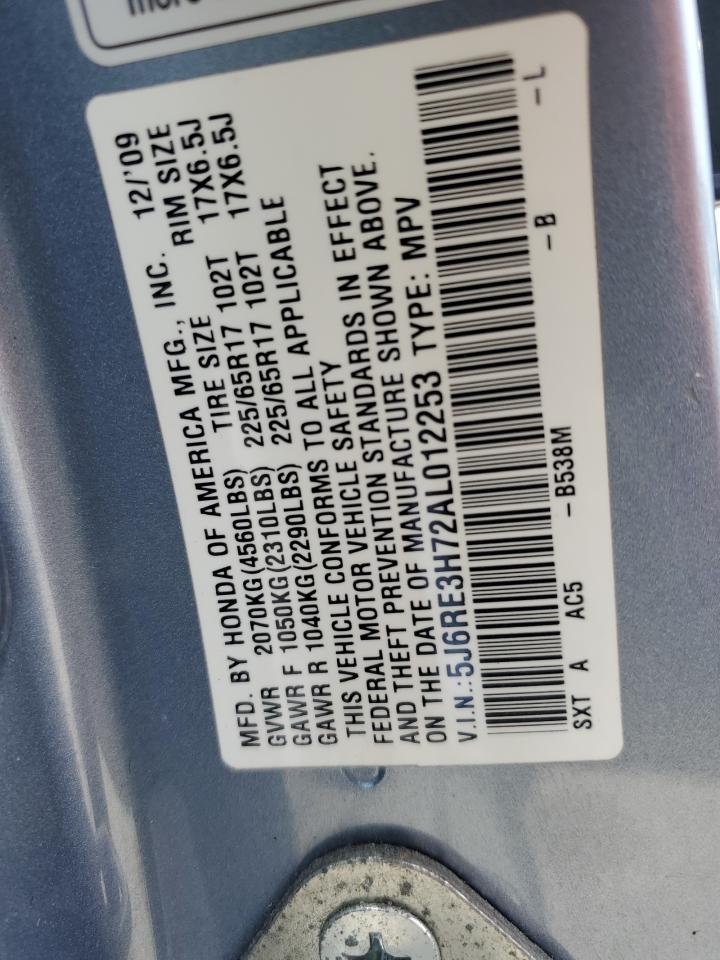 MFD. BY HONDA OF AMERICA MFG., INC. 12/'09
GVWR 2070KG(4560LBS) TIRE SIZE RIM SIZE
GAWR F 1050KG(2310LBS) 225/65R17 102T 17X6.5J
GAWR R 1040KG(2290LBS) 225/65R17 102T 17X6.5J
THIS VEHICLE CONFORMS TO ALL APPLICABLE
FEDERAL MOTOR VEHICLE SAFETY
AND THEFT PREVENTION STANDARDS IN EFFECT
ON THE DATE OF MANUFACTURE SHOWN ABOVE.
V.I.N.:5J6RE3H72AL012253 TYPE: MPV
SXT A AC5 -B538M -B -L